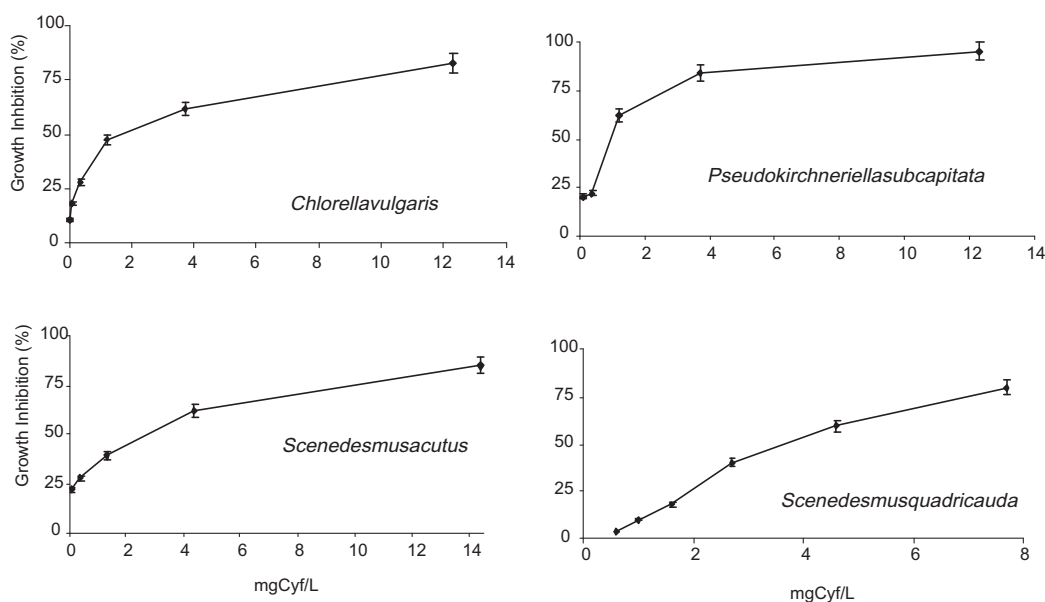 100
75
50
25
0
Growth Inhbition (%)
0 2 4 6 8 10 12 14
Chlorellavulgaris
100
75
50
25
0
0 2 4 6 8 10 12 14
Pseudokirchneriellasubcapitata
100
75
50
25
0
Growth Inhibition (%)
0 2 4 6 8 10 12 14
Scenedesmusacutus
mgCyf/L
100
75
50
25
0
0 2 4 6 8
Scenedesmusquadricauda
mgCyf/L